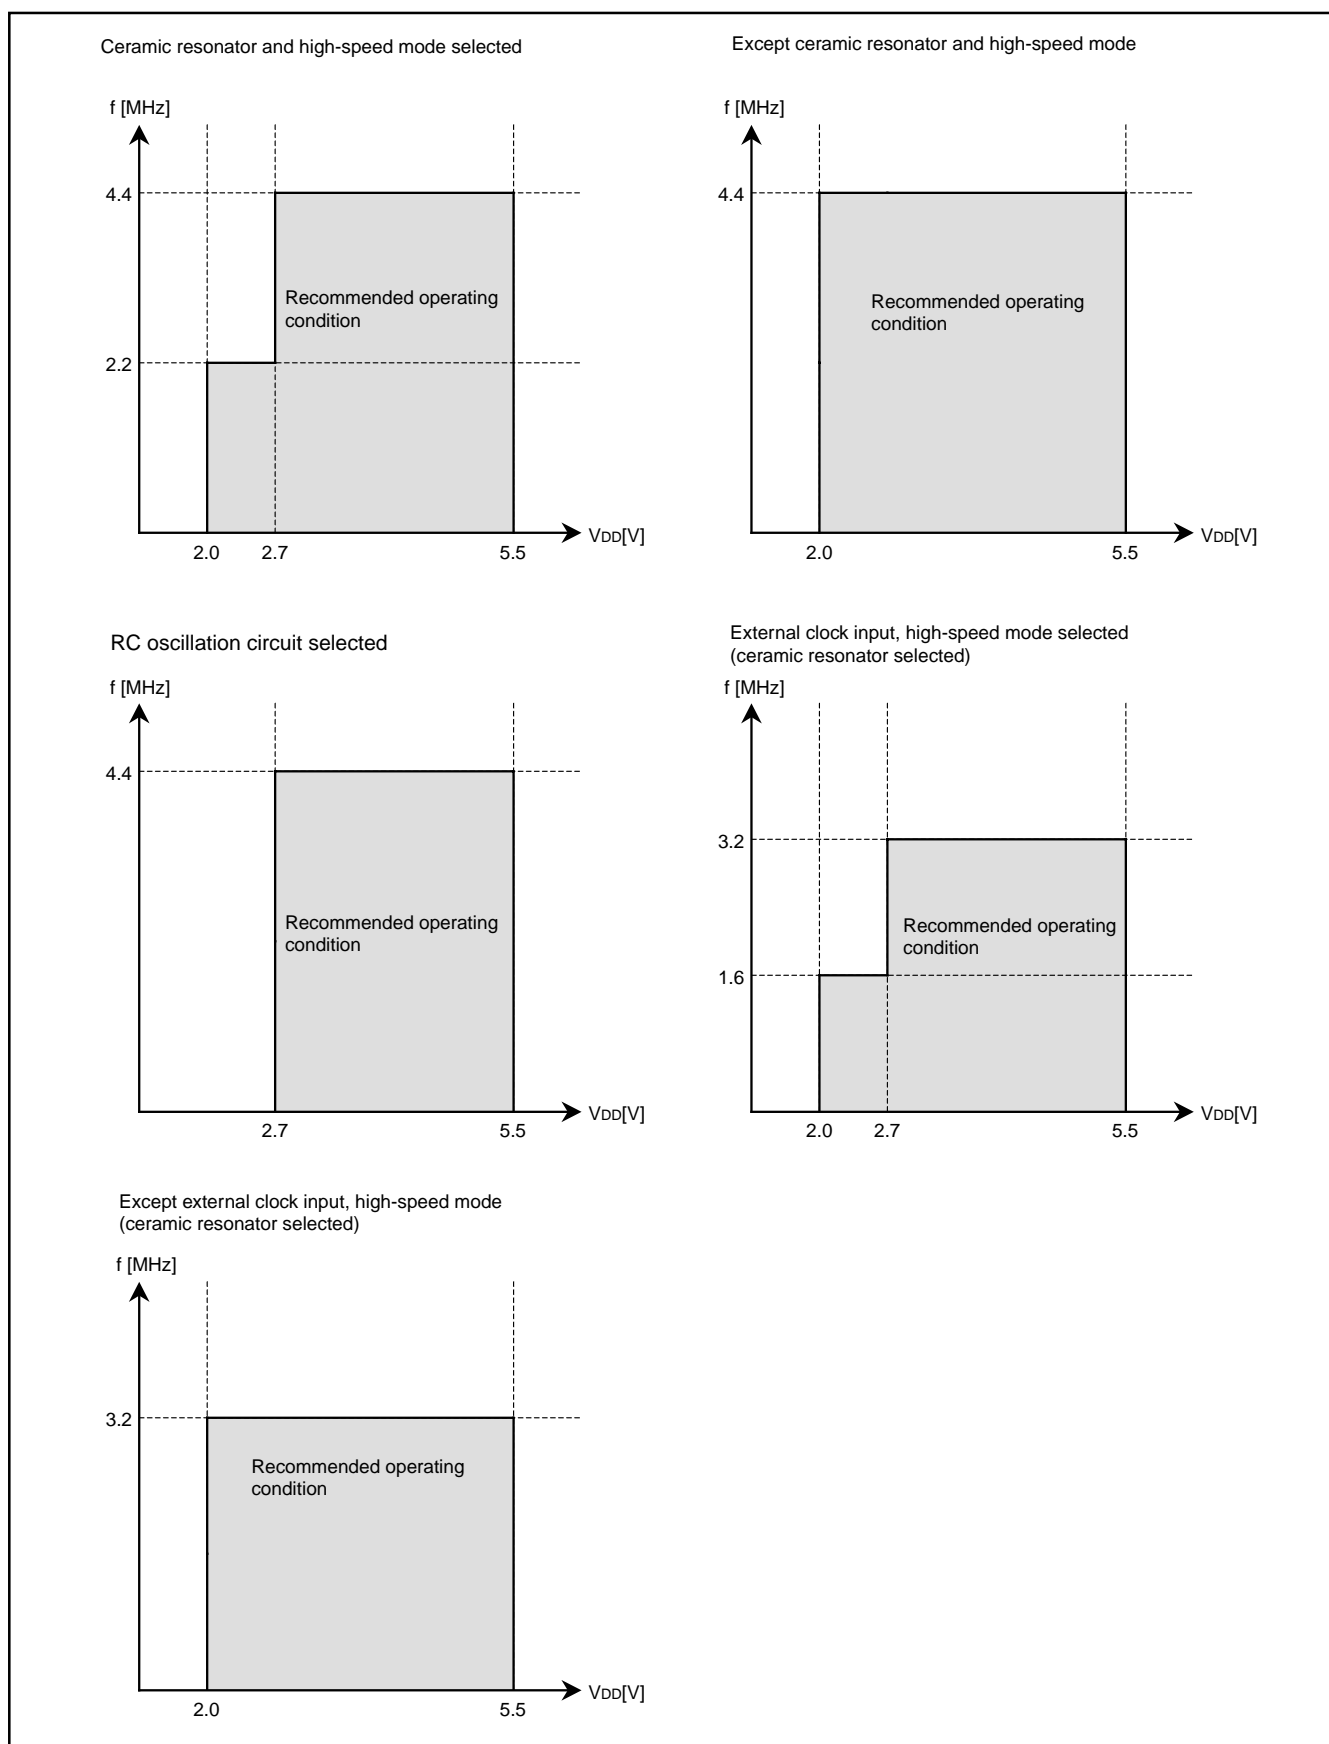 Ceramic resonator and high-speed mode selected
f [MHz]
4.4
Recommended operating
condition
2.2
VDD[V]
2.0 2.7 5.5
Except ceramic resonator and high-speed mode
f [MHz]
4.4
Recommended operating
condition
VDD[V]
2.0 5.5
RC oscillation circuit selected
f [MHz]
4.4
Recommended operating
condition
VDD[V]
2.7 5.5
External clock input, high-speed mode selected
(ceramic resonator selected)
f [MHz]
3.2
Recommended operating
condition
1.6
VDD[V]
2.0 2.7 5.5
Except external clock input, high-speed mode
(ceramic resonator selected)
f [MHz]
3.2
Recommended operating
condition
VDD[V]
2.0 5.5